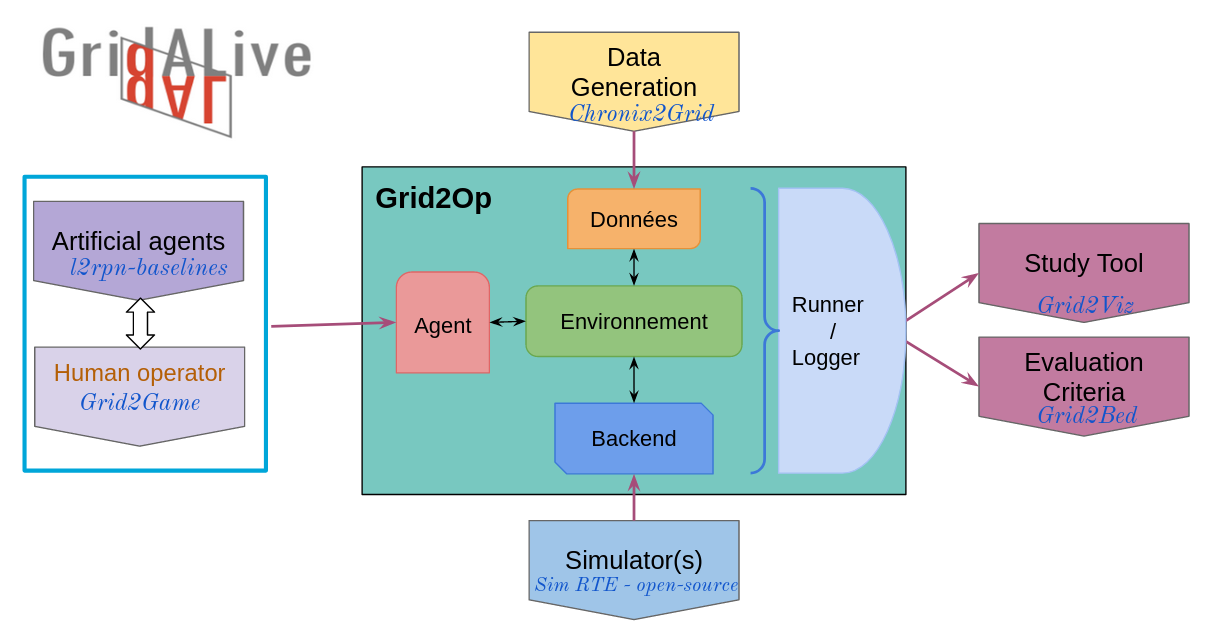 GridALive
Data
Generation
Chronix2Grid
Grid2Op
Données
Artificial agents
l2rpn-baselines
Human operator
Grid2Game
Agent
Environnement
Backend
Runner
/
Logger
Study Tool
Grid2Viz
Evaluation
Criteria
Grid2Bed
Simulator(s)
Sim RTE - open-source